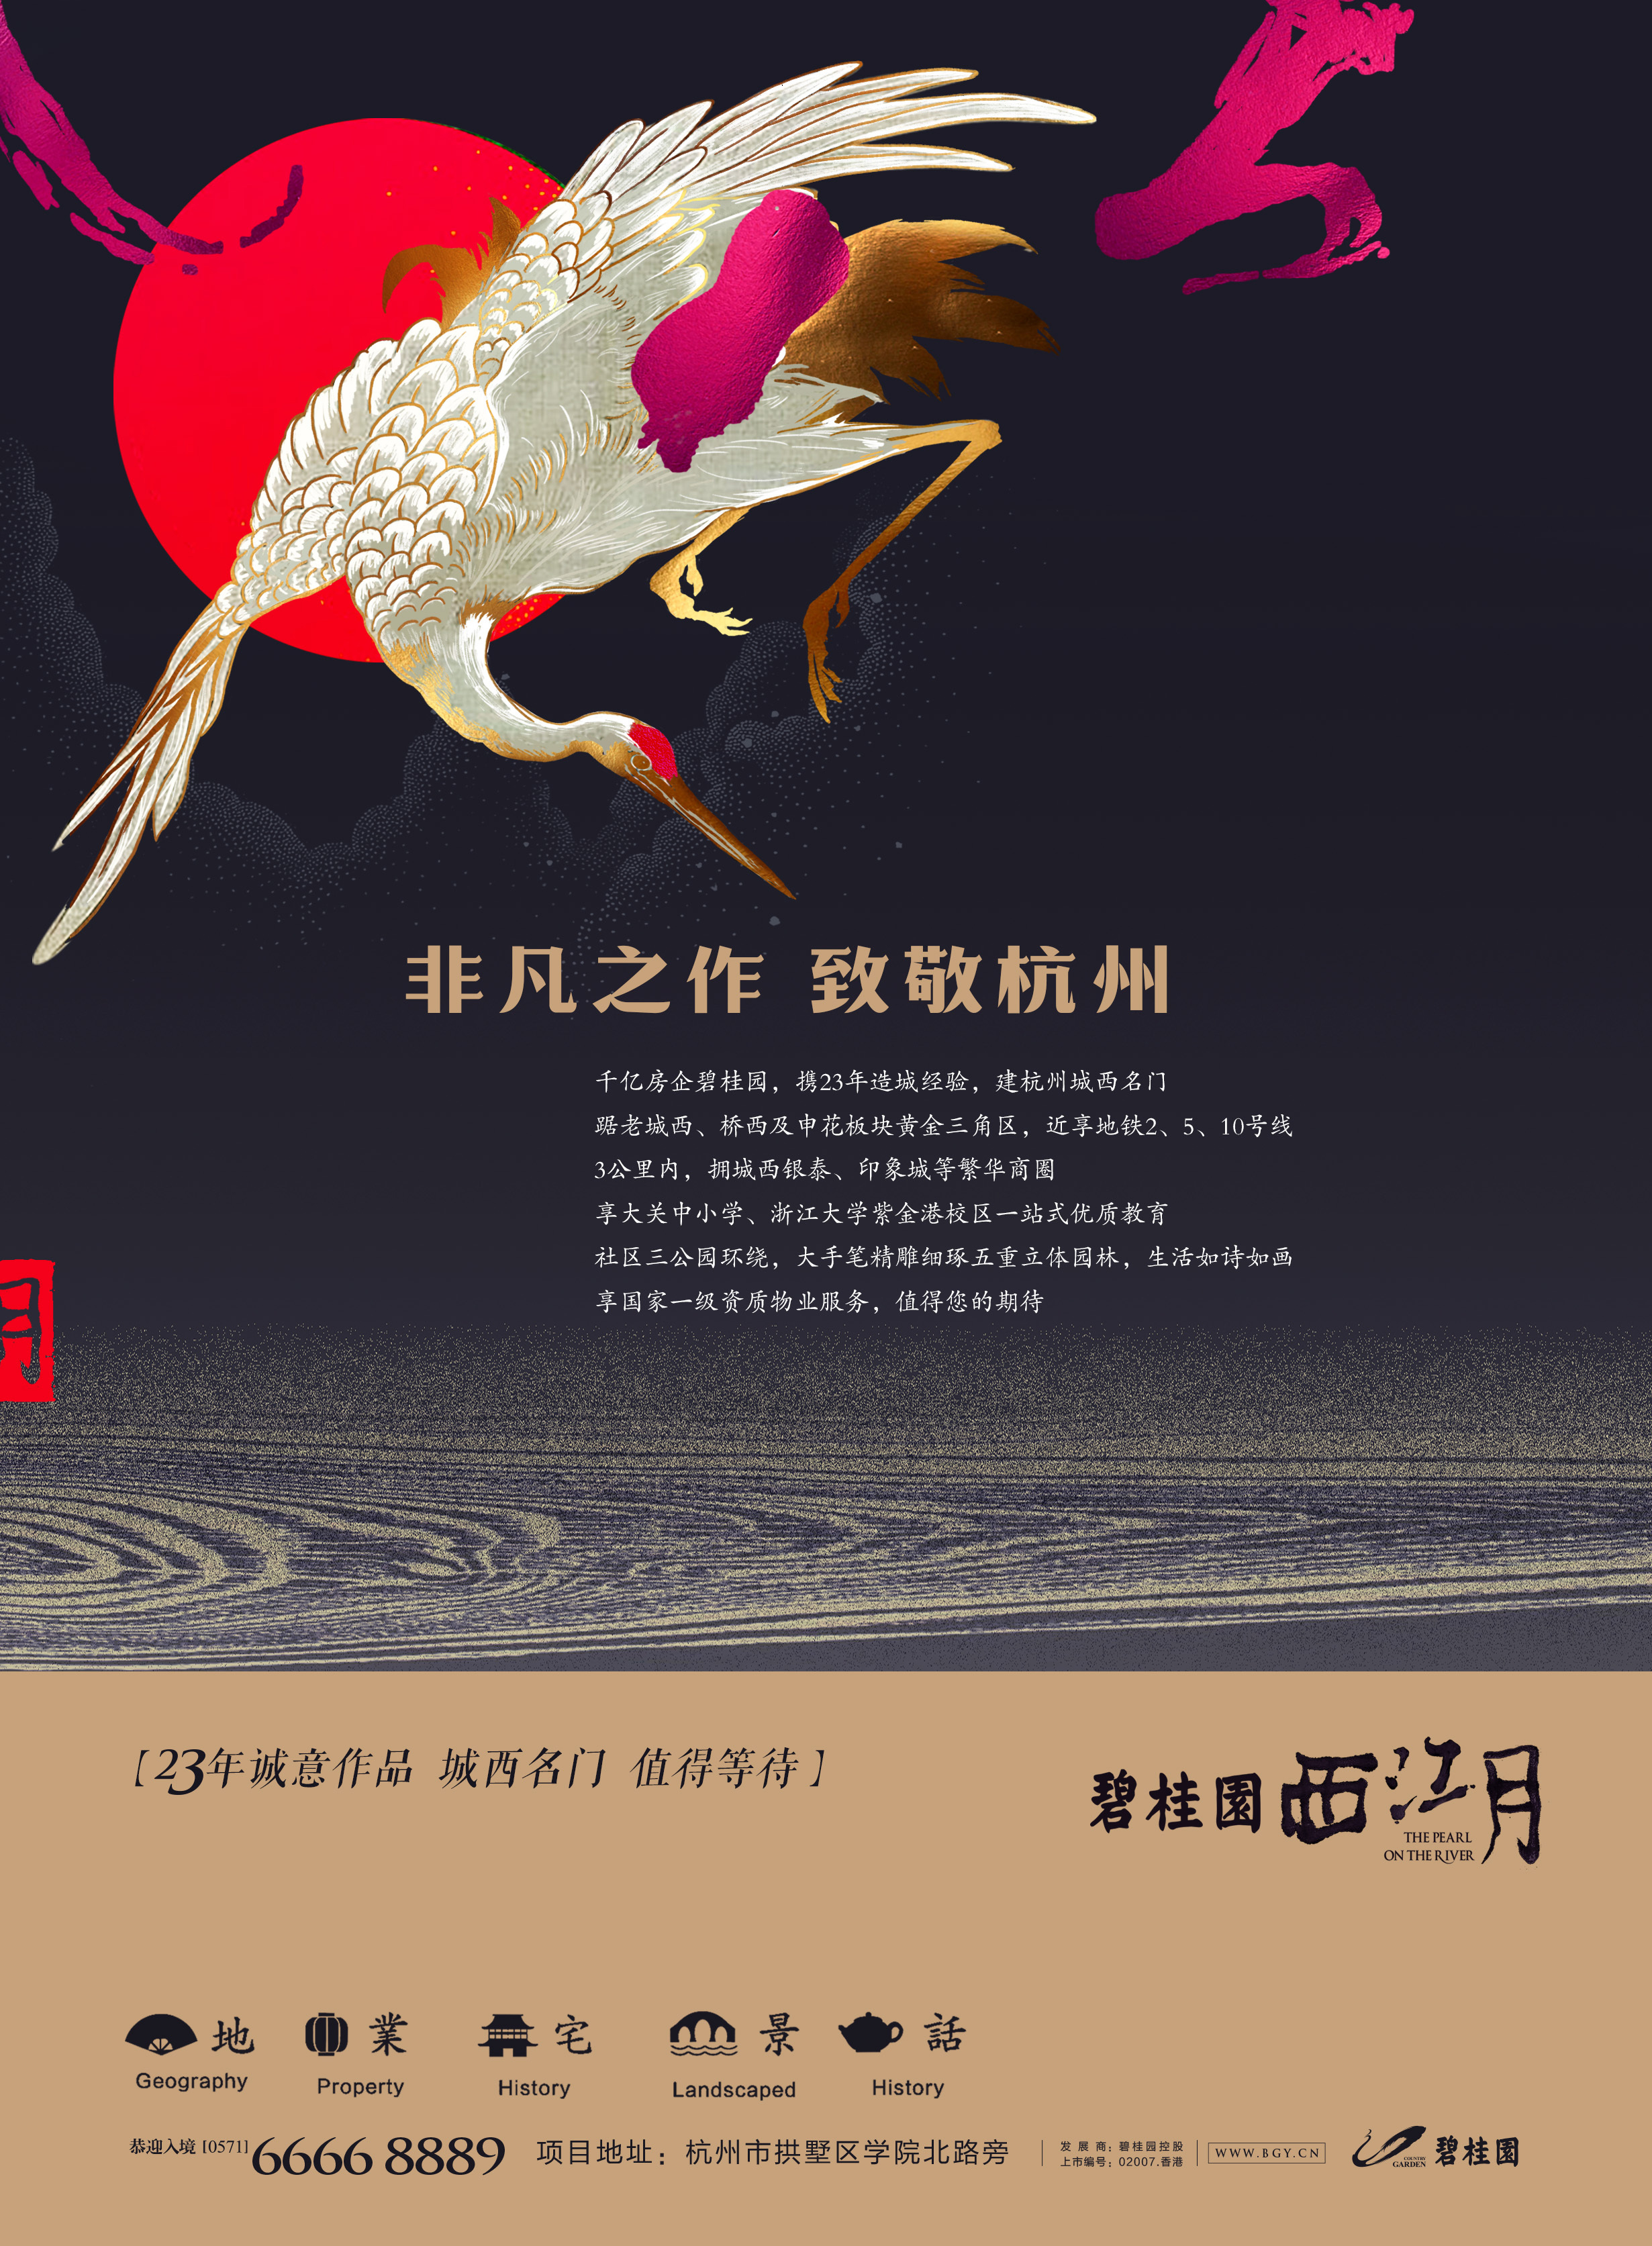 非凡之作 致敬杭州
千亿房企碧桂园，携23年造城经验，建杭州城西名门
踞老城西、桥西及申花板块黄金三角区，近享地铁2、5、10号线
3公里内，拥城西银泰、印象城等繁华商圈
享大关中小学、浙江大学紫金港校区一站式优质教育
社区三公园环绕，大手笔精雕细琢五重立体园林，生活如诗如画
享国家一级资质物业服务，值得您的期待
月
【23年诚意作品 城西名门 值得等待】
碧桂園 西江月
THE PEARL
ON THE RIVER
地 業 宅 景 話
Geography Property History Landscaped History
恭迎入境 [0571] 6666 8889 项目地址：杭州市拱墅区学院北路旁
发展商：碧桂园控股
上市编号：02007.香港
WWW.BGY.CN
COUNTRY
GARDEN
碧桂園